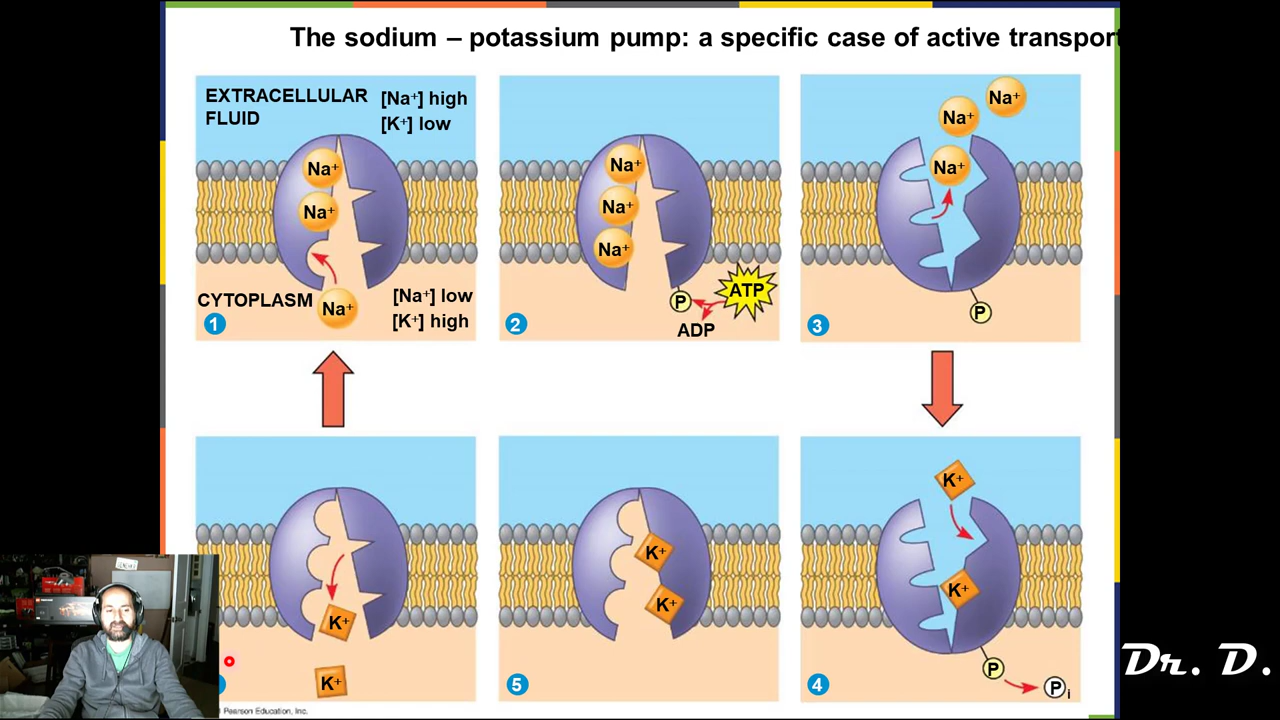 The sodium – potassium pump: a specific case of active transport
EXTRACELLULAR
FLUID
[Na+] high
[K+] low
Na+
Na+
CYTOPLASM
Na+
[Na+] low
[K+] high
1
Na+
Na+
Na+
P
ATP
ADP
2
Na+
Na+
Na+
P
3
K+
K+
K+
K+
5
K+
K+
P
Pi
4
Pearson Education, Inc.
Dr. D.